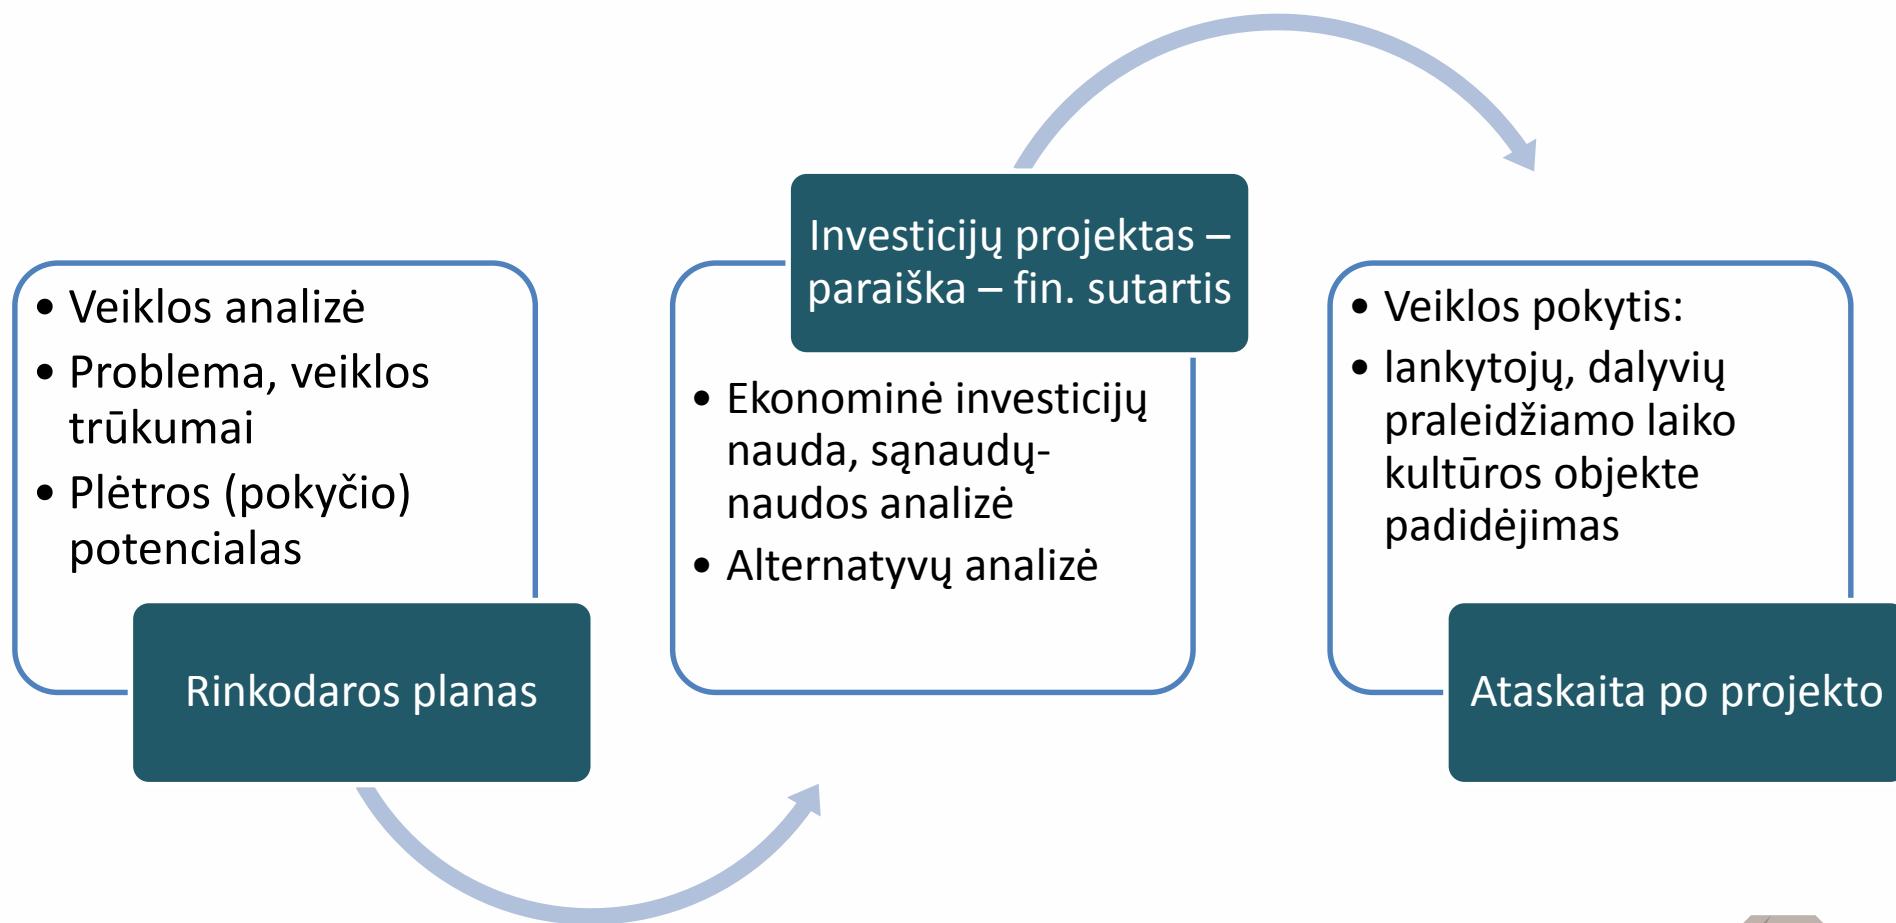 • Veiklos analizė
• Problema, veiklos
trūkumai
• Plėtros (pokyčio)
potencialas
Rinkodaros planas
Investicijų projektas –
paraiška – fin. sutartis
• Ekonominė investicijų
nauda, sąnaudų-
naudos analizė
• Alternatyvų analizė
• Veiklos pokytis:
• lankytojų, dalyvių
praleidžiamo laiko
kultūros objekte
padidėjimas
Ataskaita po projekto